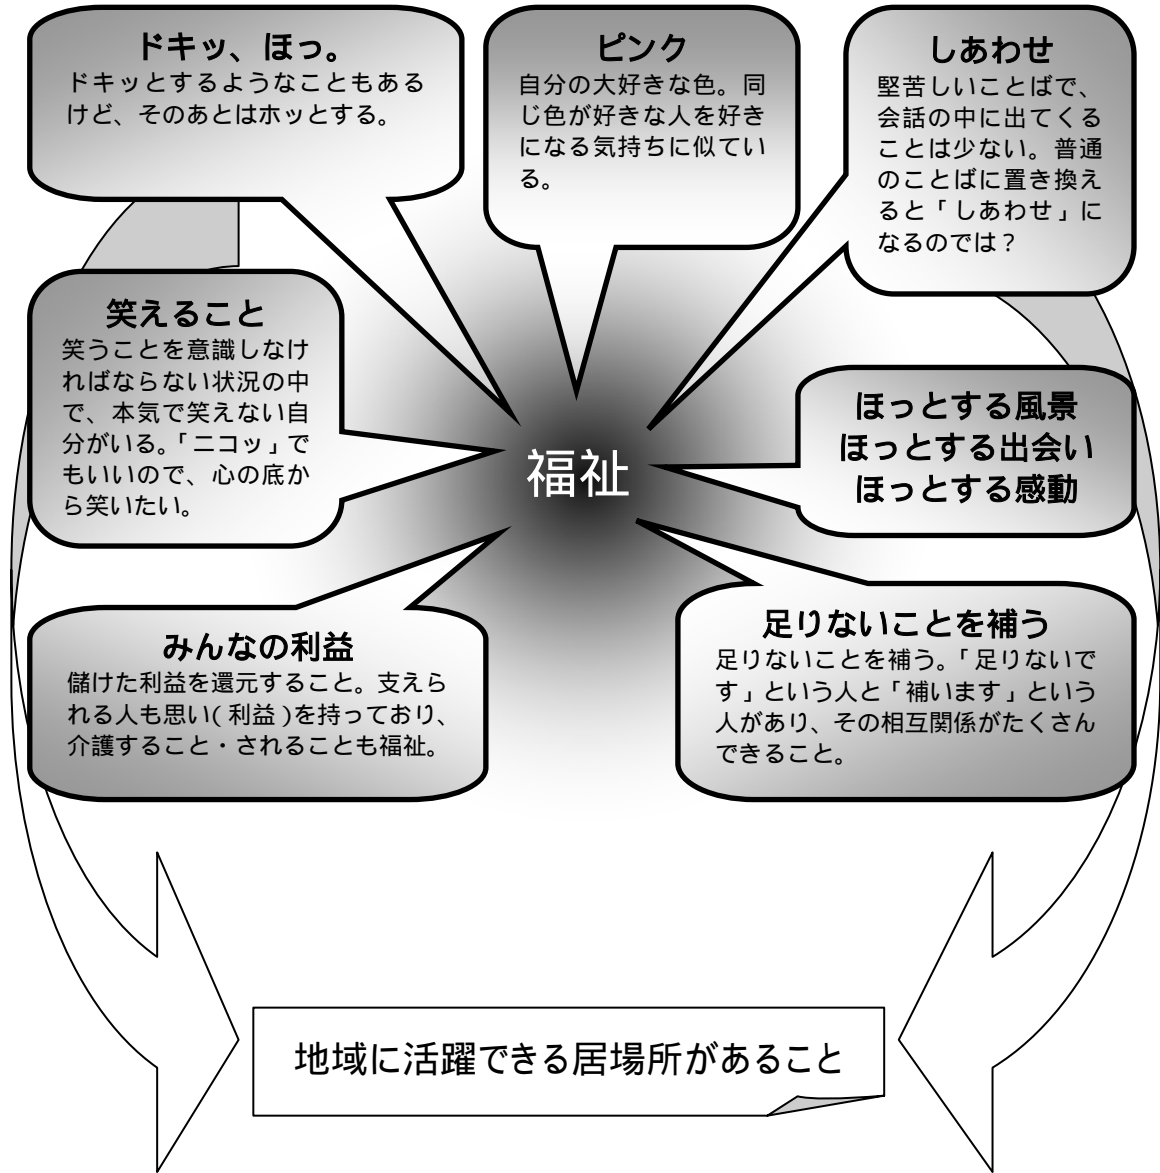 ドキッ、ほっ。
ドキッとするようなこともある
けど、そのあとはホッとする。
ピンク
自分の大好きな色。同
じ色が好きな人を好き
になる気持ちに似てい
る。
しあわせ
堅苦しいことばで、
会話の中に出てくる
ことは少ない。普通
のことばに置き換え
ると「しあわせ」に
なるのでは？
笑えること
笑うことを意識しなけ
ればならない状況の中
で、本気で笑えない自
分がいる。「ニコッ」で
もいいので、心の底か
ら笑いたい。
福祉
ほっとする風景
ほっとする出会い
ほっとする感動
みんなの利益
儲けた利益を還元すること。支えら
れる人も思い(利益)を持っており、
介護すること・されることも福祉。
足りないことを補う
足りないことを補う。「足りないで
す」という人と「補います」という
人があり、その相互関係がたくさん
できること。
地域に活躍できる居場所があること